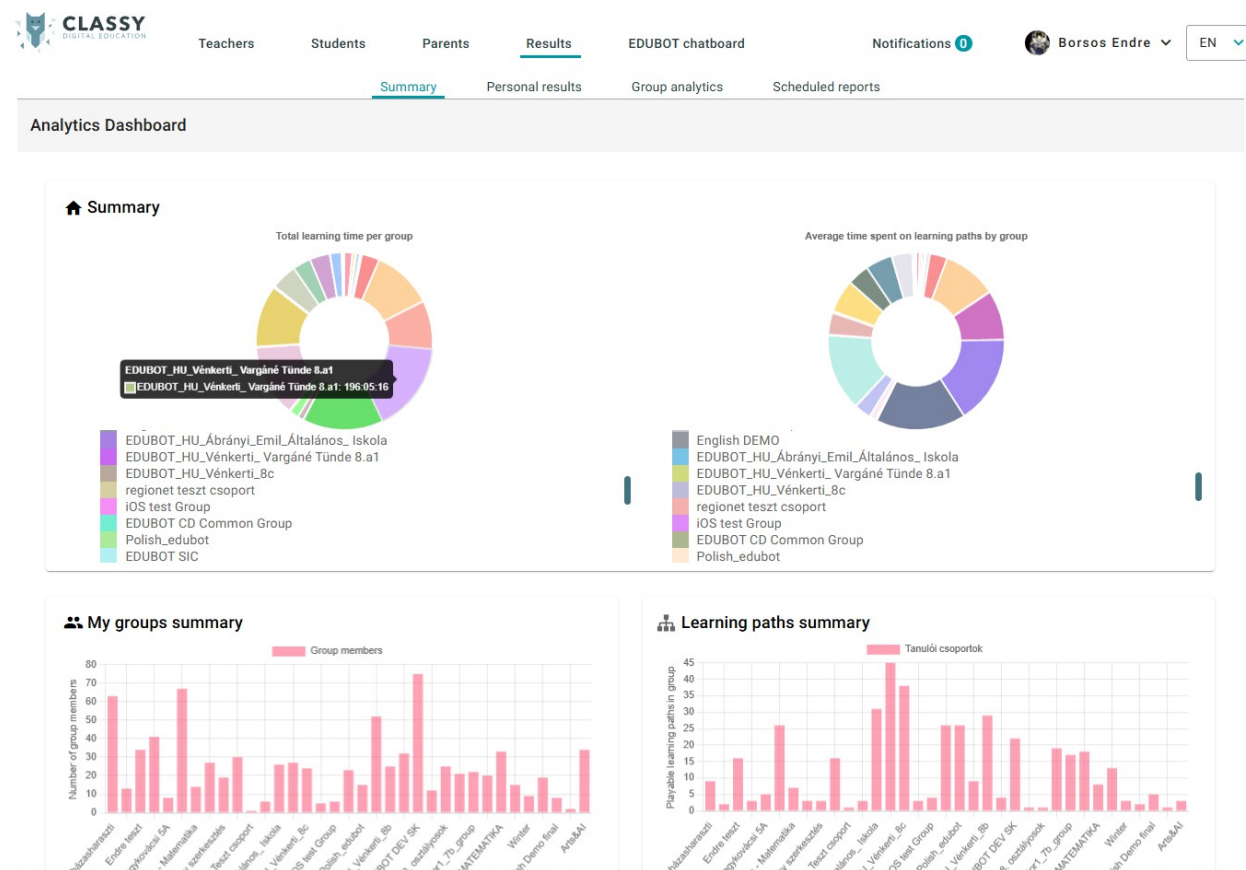 CLASSY
DIGITAL EDUCATION
Teachers
Students
Parents
Results
EDUBOT chatboard
Notifications 0
Borsos Endre
EN
Summary
Personal results
Group analytics
Scheduled reports
Analytics Dashboard
Summary
Total learning time per group
EDUBOT_HU_Vénkerti_ Vargáné Tünde 8.a1
EDUBOT_HU_Vénkerti_ Vargáné Tünde 8.a1: 196:05:16
EDUBOT_HU_Ábrányi_Emil_Általános_ Iskola
EDUBOT_HU_Vénkerti_ Vargáné Tünde 8.a1
EDUBOT_HU_Vénkerti_8c
regionet teszt csoport
iOS test Group
EDUBOT CD Common Group
Polish_edubot
EDUBOT SIC
Average time spent on learning paths by group
English DEMO
EDUBOT_HU_Ábrányi_Emil_Általános_ Iskola
EDUBOT_HU_Vénkerti_ Vargáné Tünde 8.a1
EDUBOT_HU_Vénkerti_8c
regionet teszt csoport
iOS test Group
EDUBOT CD Common Group
Polish_edubot
My groups summary
Group members
Number of group members
80
70
60
50
40
30
20
10
0
Endre teszt
Teszt csoport
Winter
Arts&AI
Learning paths summary
Tanulói csoportok
Playable learning paths in group
45
40
35
30
25
20
15
10
5
0
Endre teszt
Teszt csoport
Winter
Arts&AI